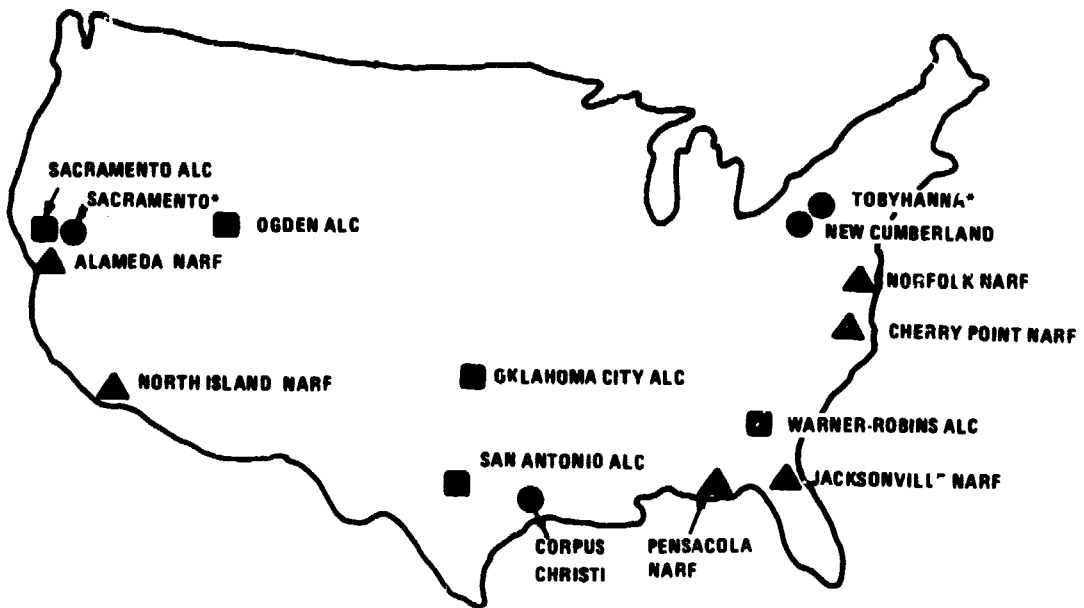 SACRAMENTO ALC
SACRAMENTO*
OGDEN ALC
ALAMEDA NARF
TOBYHANNA*
NEW CUMBERLAND
NORFOLK NARF
CHERRY POINT NARF
NORTH ISLAND NARF
OKLAHOMA CITY ALC
WARNER-ROBINS ALC
SAN ANTONIO ALC
JACKSONVILLE NARF
CORPUS
CHRISTI
PENSACOLA
NARF